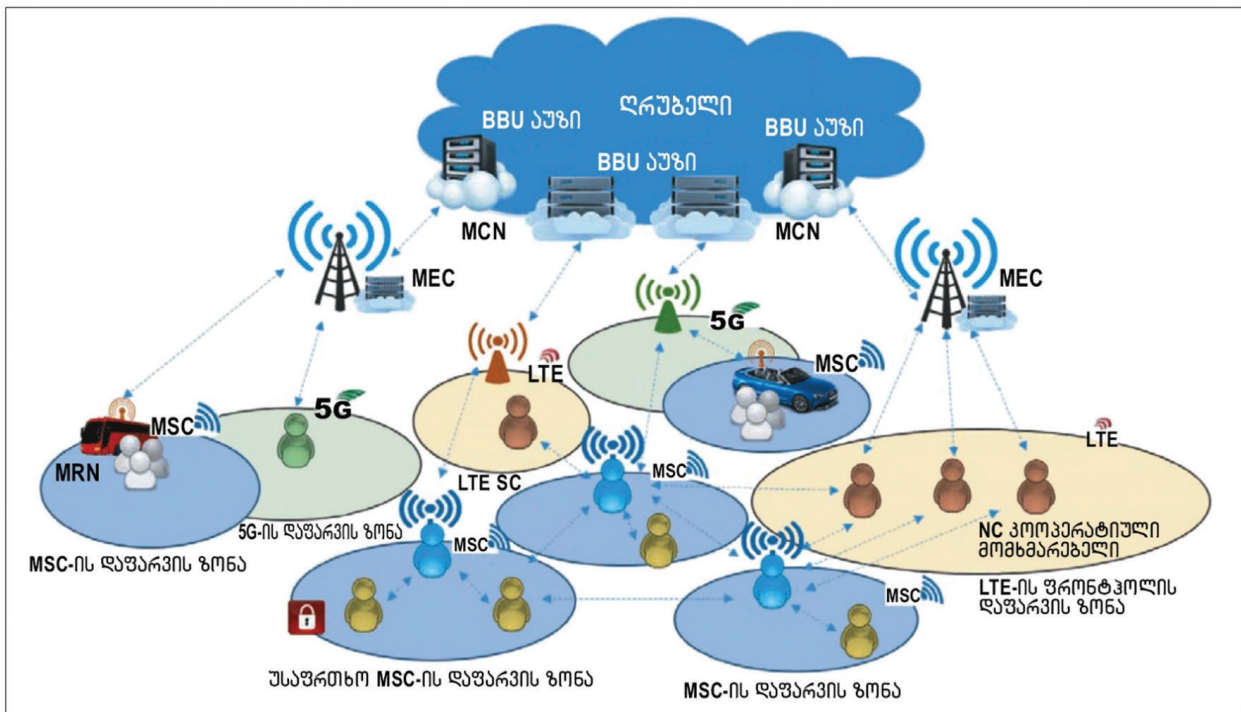 ღრუბელი
BBU აუზი
BBU აუზი
BBU აუზი
MCN
MCN
MEC
MEC
5G
LTE
MSC
5G
MSC
MRN
LTE
MSC
LTE SC
5G-ის დაფარვის ზონა
MSC
NC კოოპერატიული
მომხმარებელი
MSC-ის დაფარვის ზონა
MSC
LTE-ის ფრონტჰოლის
დაფარვის ზონა
უსაფრთხო MSC-ის დაფარვის ზონა
MSC-ის დაფარვის ზონა